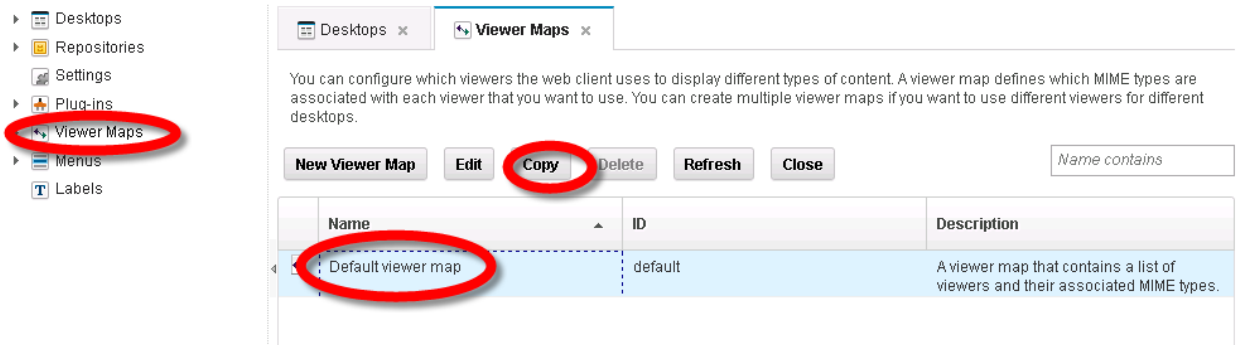 Desktops
Repositories
Settings
Plug-ins
Viewer Maps
Menus
Labels
Desktops
Viewer Maps
You can configure which viewers the web client uses to display different types of content. A viewer map defines which MIME types are
associated with each viewer that you want to use. You can create multiple viewer maps if you want to use different viewers for different
desktops.
New Viewer Map Edit Copy Delete Refresh Close Name contains
Name ID Description
Default viewer map default A viewer map that contains a list of
viewers and their associated MIME types.